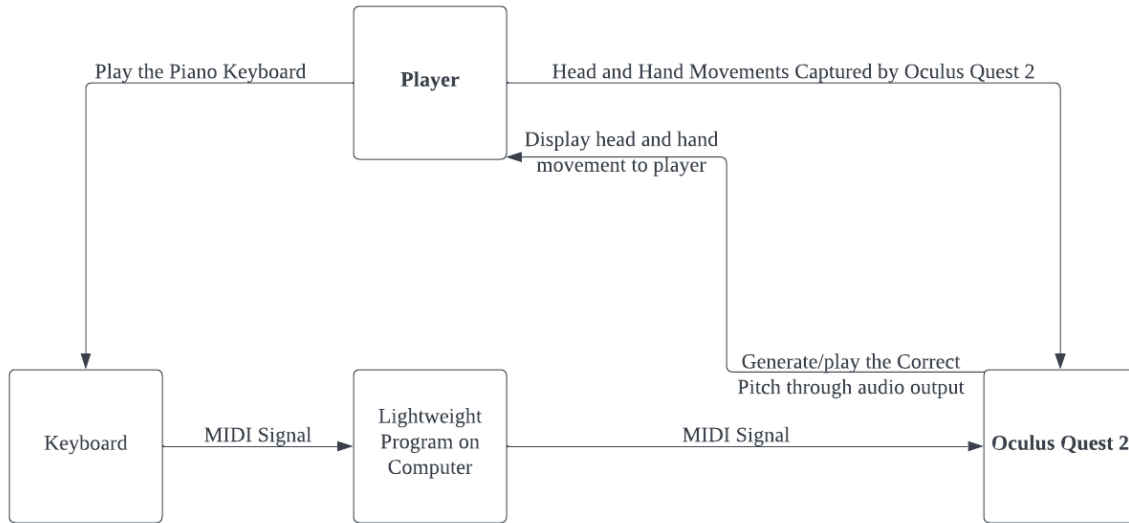 Play the Piano Keyboard
Player
Head and Hand Movements Captured by Oculus Quest 2
Display head and hand
movement to player
Generate/play the Correct
Pitch through audio output
Keyboard
MIDI Signal
Lightweight
Program on
Computer
MIDI Signal
Oculus Quest 2